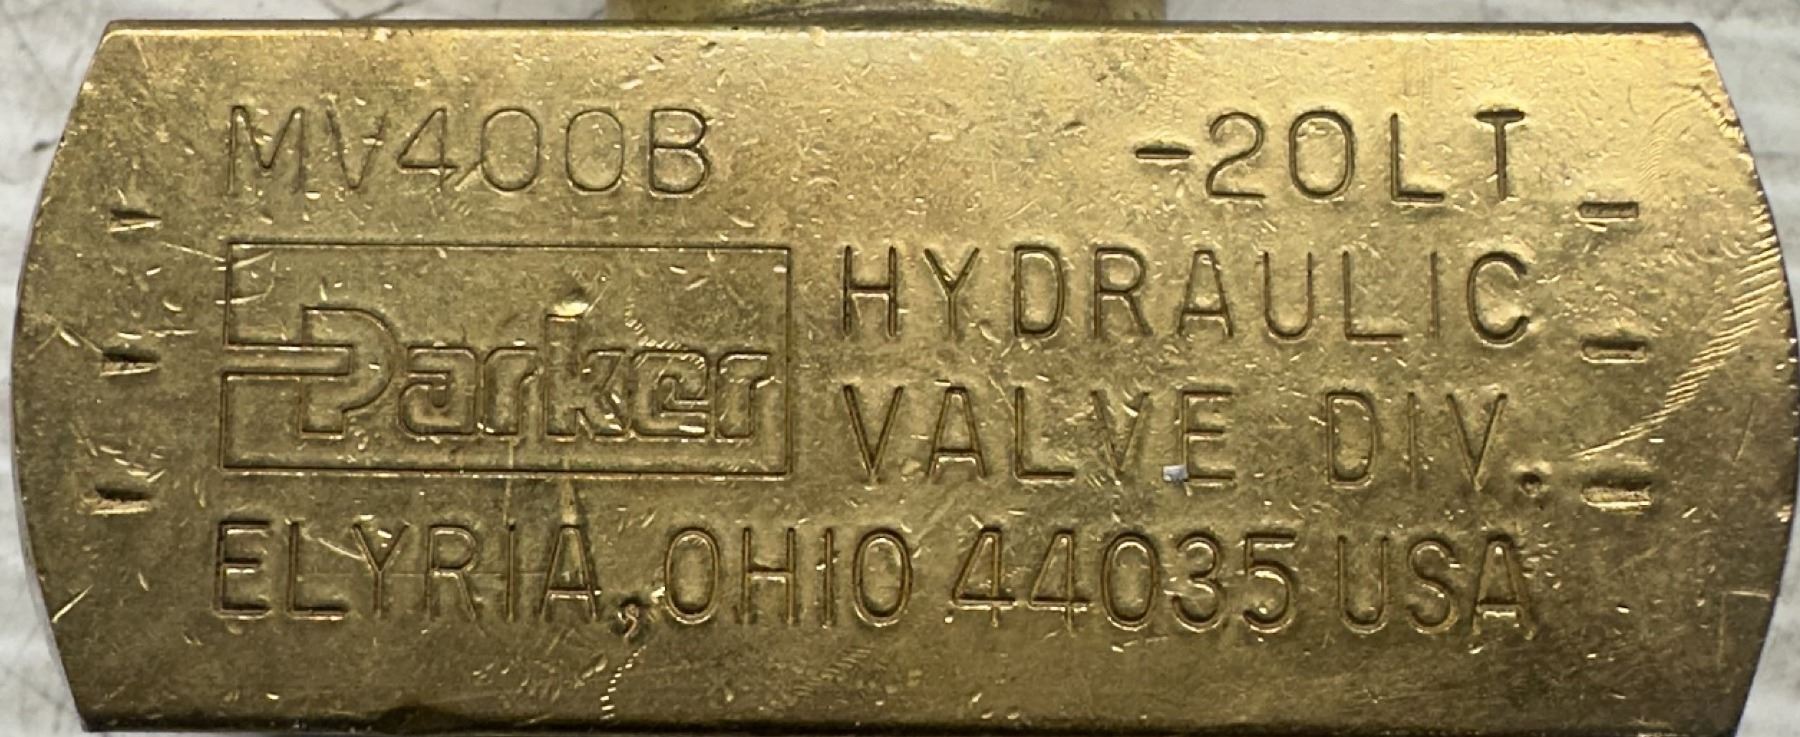 MV400B -20LT
Parker HYDRAULIC
VALVE DIV.
ELYRIA, OHIO 44035 USA